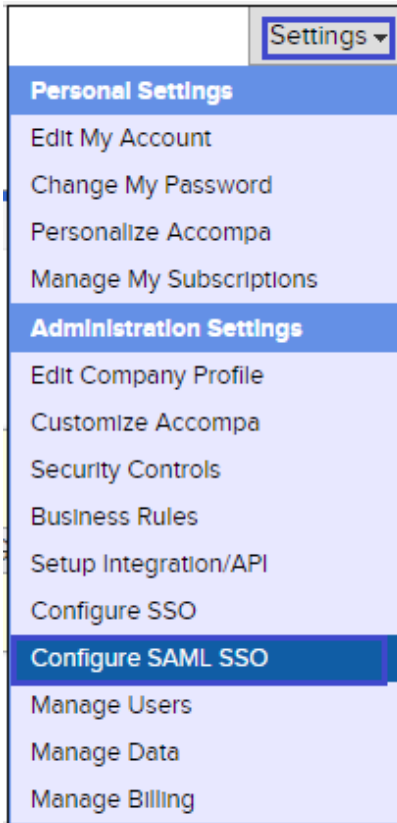 Settings
Personal Settings
Edit My Account
Change My Password
Personalize Accompa
Manage My Subscriptions
Administration Settings
Edit Company Profile
Customize Accompa
Security Controls
Business Rules
Setup Integration/API
Configure SSO
Configure SAML SSO
Manage Users
Manage Data
Manage Billing